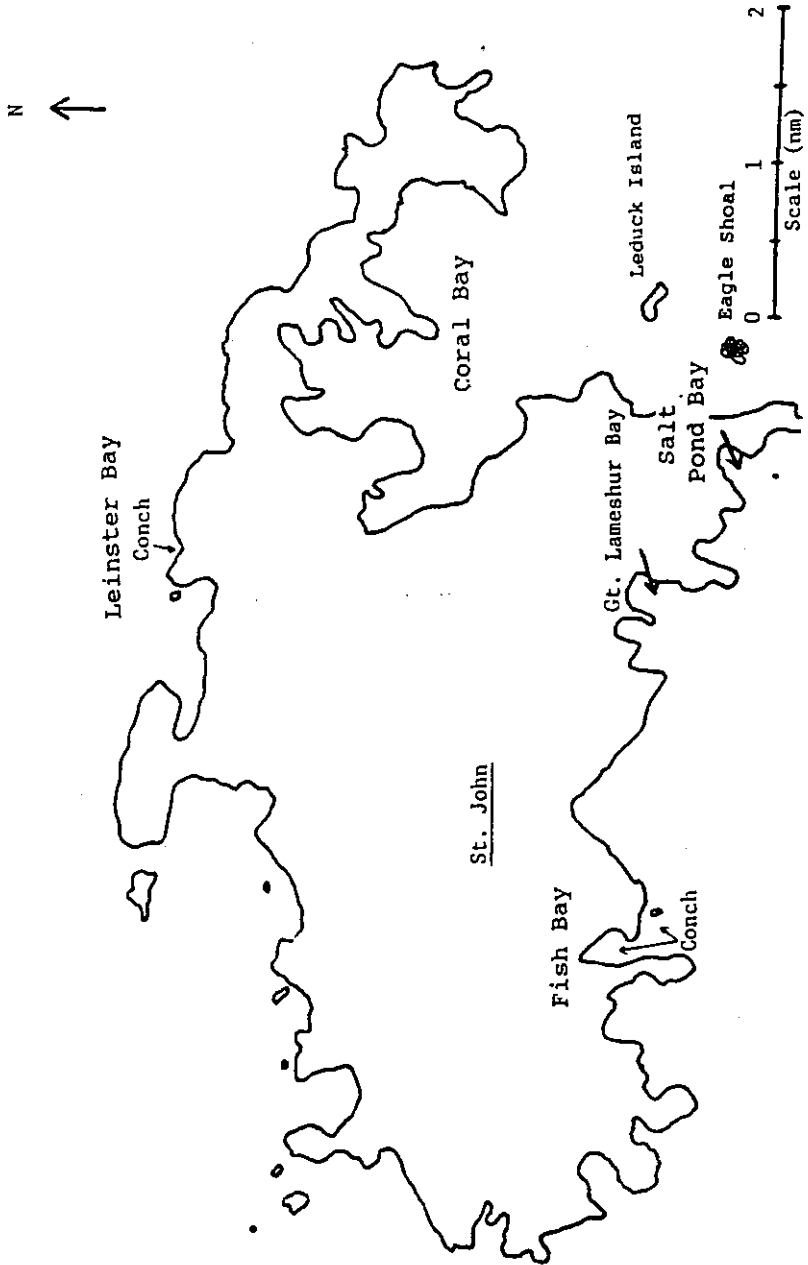 N
Leinster Bay
Conch
Coral Bay
Leduck Island
Eagle Shoal
Gt. Lameshur Bay
Salt
Pond Bay
St. John
Fish Bay
Conch
0 1 2
Scale (nm)